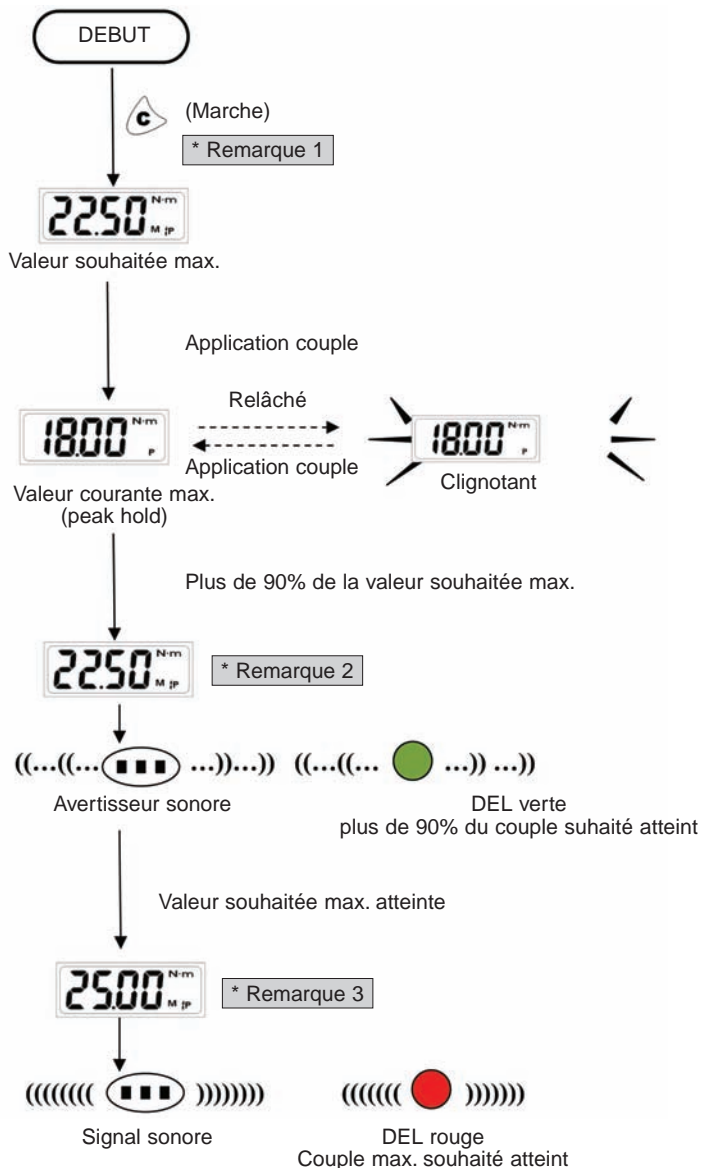 DEBUT
C
(Marche)
* Remarque 1
22.50 N·m M P
Valeur souhaitée max.
Application couple
18.00 N·m P
Relâché
Application couple
18.00 N·m P
Valeur courante max.
(peak hold)
Clignotant
Plus de 90% de la valeur souhaitée max.
22.50 N·m M P
* Remarque 2
((...((... ...))...)) ((...((... ...)) ...))
Avertisseur sonore
DEL verte
plus de 90% du couple suhaité atteint
Valeur souhaitée max. atteinte
25.00 N·m M P
* Remarque 3
(((((((( )))))))) ((((((( )))))))
Signal sonore
DEL rouge
Couple max. souhaité atteint